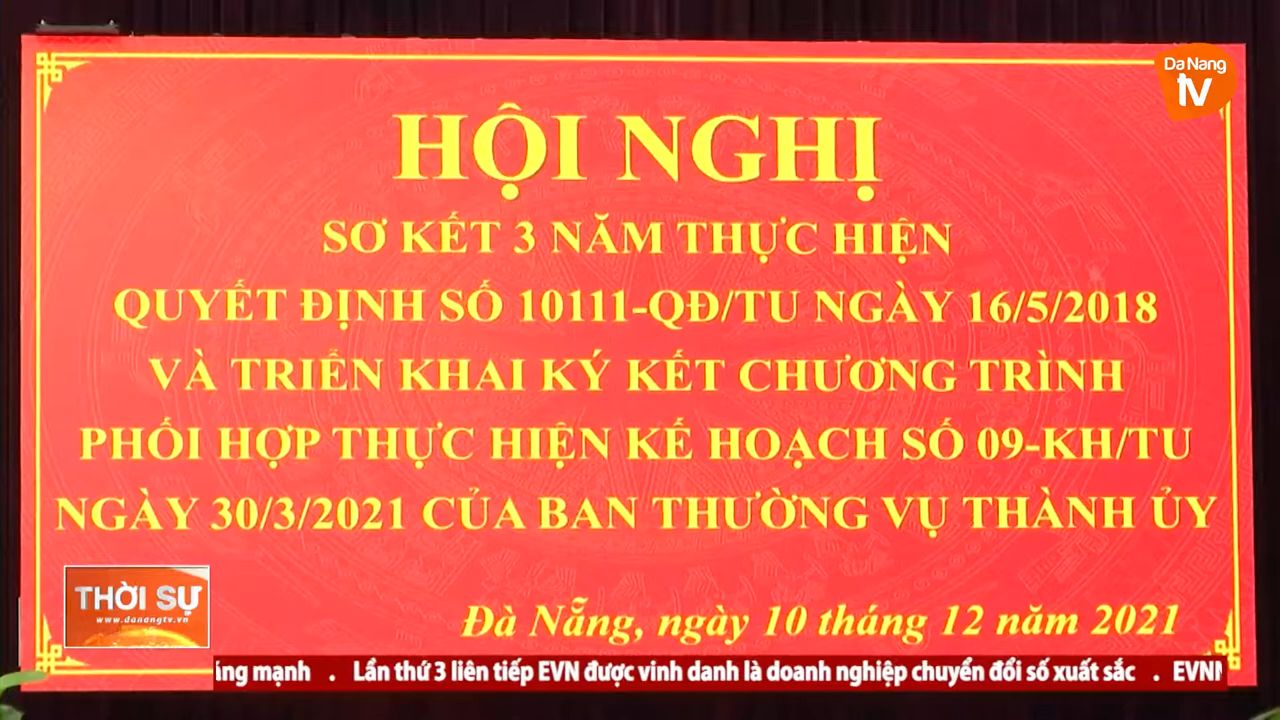 Da Nang
tv
HỘI NGHỊ
SƠ KẾT 3 NĂM THỰC HIỆN
QUYẾT ĐỊNH SỐ 10111-QĐ/TU NGÀY 16/5/2018
VÀ TRIỂN KHAI KÝ KẾT CHƯƠNG TRÌNH
PHỐI HỢP THỰC HIỆN KẾ HOẠCH SỐ 09-KH/TU
NGÀY 30/3/2021 CỦA BAN THƯỜNG VỤ THÀNH ỦY
THỜI SỰ
www.danangtv.vn
Đà Nẵng, ngày 10 tháng 12 năm 2021
mạnh . Lần thứ 3 liên tiếp EVN được vinh danh là doanh nghiệp chuyển đổi số xuất sắc .